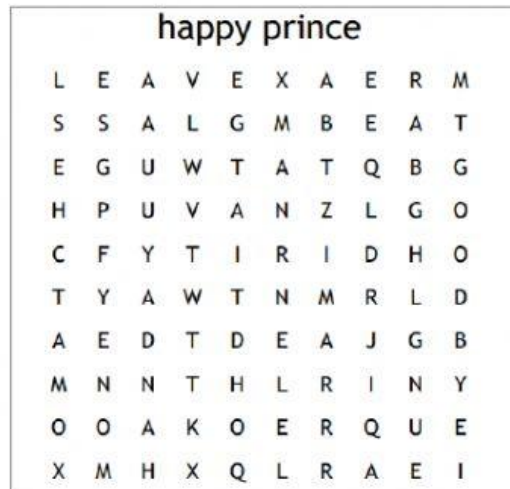 happy prince
L E A V E X A E R M
S S A L G M B E A T
E G U W T A T Q B G
H P U V A N Z L G O
C F Y T I R I D H O
T Y A W T N M R L D
A E D T D E A J G B
M N N T H L R I N Y
O O A K O E R Q U E
X M H X Q L R A E I